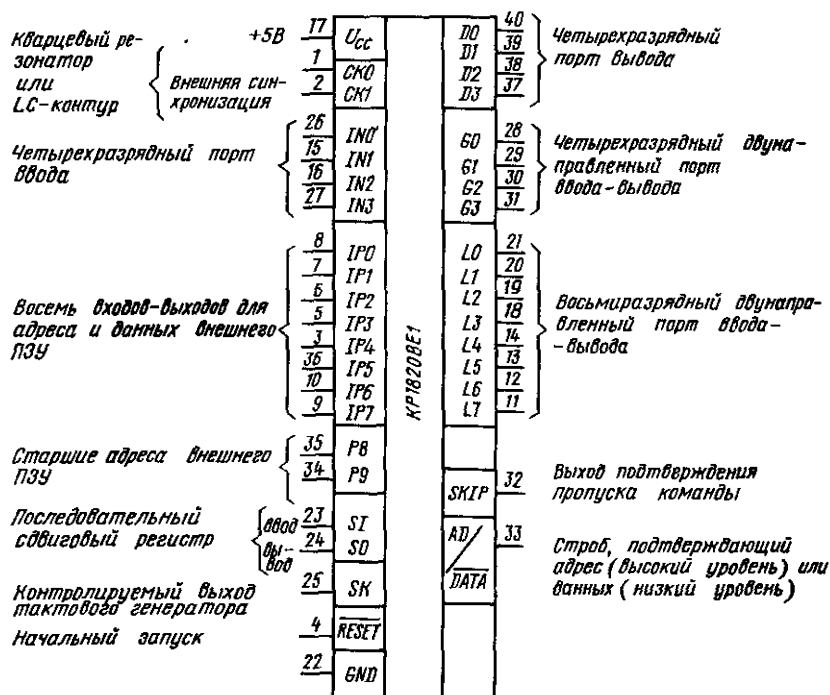 Кварцевый ре-
зонатор
или
LC-контур
Внешняя син-
хронизация
+5В 17 Ucc
1 CK0
2 CK1
Четырехразрядный порт
ввода
26 IN0
15 IN1
16 IN2
27 IN3
Восемь входов-выходов для
адреса и данных внешнего
ПЗУ
8 IP0
7 IP1
6 IP2
5 IP3
3 IP4
36 IP5
10 IP6
9 IP7
Старшие адреса внешнего
ПЗУ
35 P8
34 P9
Последовательный
сдвиговый регистр
ввод
вы-
вод
23 SI
24 SO
Контролируемый выход
тактового генератора
25 SK
Начальный запуск
4 RESET
22 GND
КР1820ВЕ1
D0 40
D1 39
D2 38
D3 37
Четырехразрядный
порт вывода
G0 28
G1 29
G2 30
G3 31
Четырехразрядный двуна-
правленный порт
ввода-вывода
L0 21
L1 20
L2 19
L3 18
L4 14
L5 13
L6 12
L7 11
Восьмиразрядный двунапра-
вленный порт ввода-
-вывода
SKIP 32
Выход подтверждения
пропуска команды
AD/DATA 33
Строб, подтверждающий
адрес (высокий уровень) или
данных (низкий уровень)